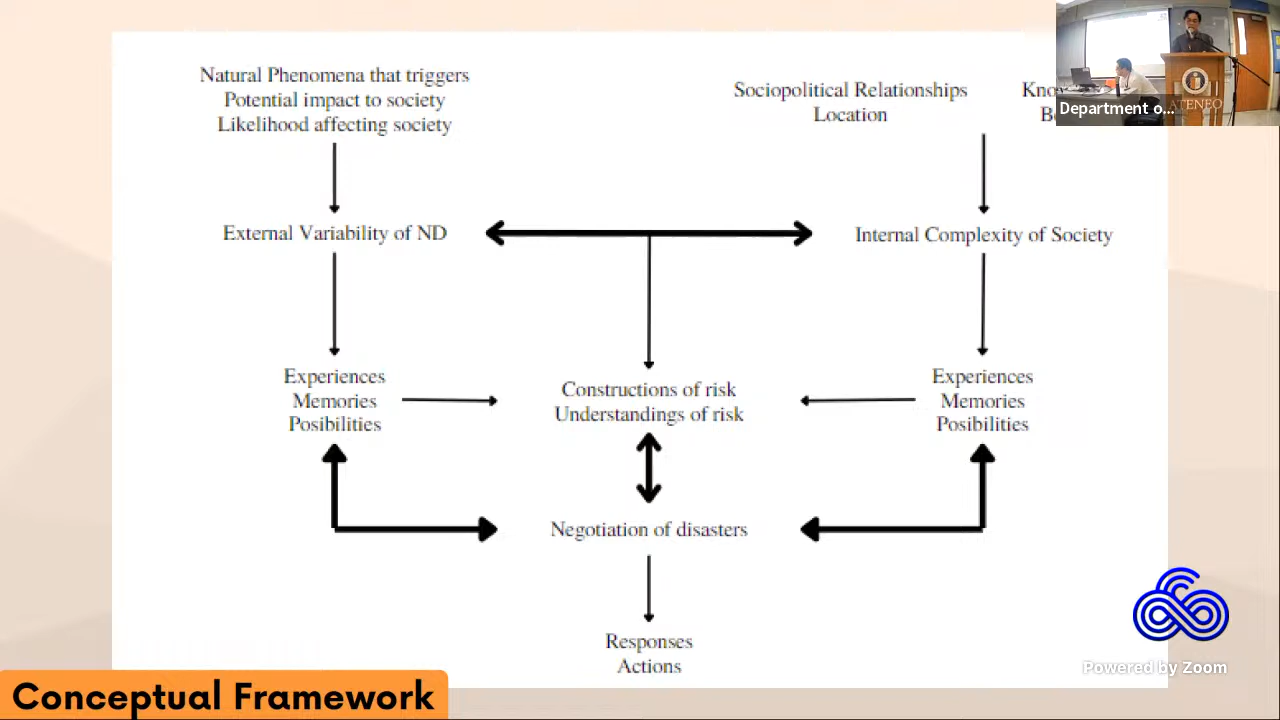 Natural Phenomena that triggers
Potential impact to society
Likelihood affecting society
Sociopolitical Relationships
Location
Department o...
ATENEO
External Variability of ND
Internal Complexity of Society
Experiences
Memories
Posibilities
Constructions of risk
Understandings of risk
Experiences
Memories
Posibilities
Negotiation of disasters
Responses
Actions
Powered by Zoom
Conceptual Framework